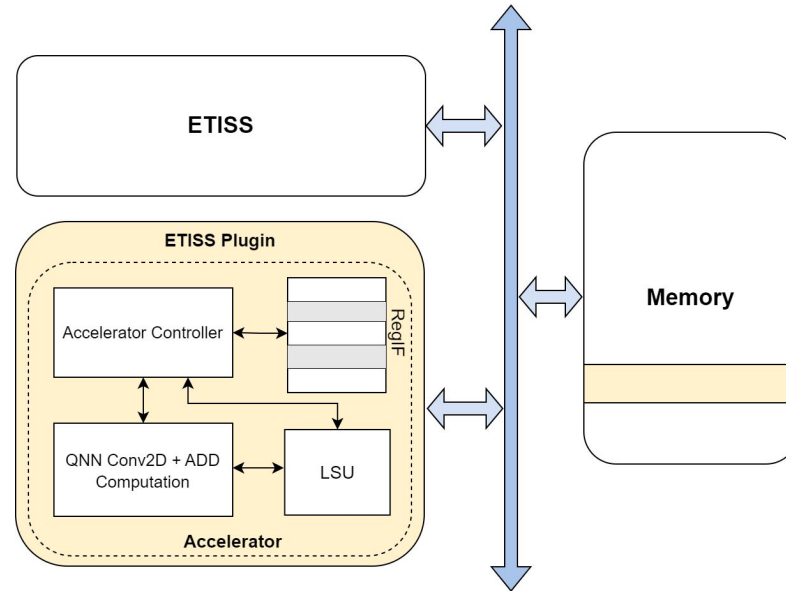 ETISS
ETISS Plugin
Accelerator Controller
RegIF
Memory
QNN Conv2D + ADD
Computation
LSU
Accelerator